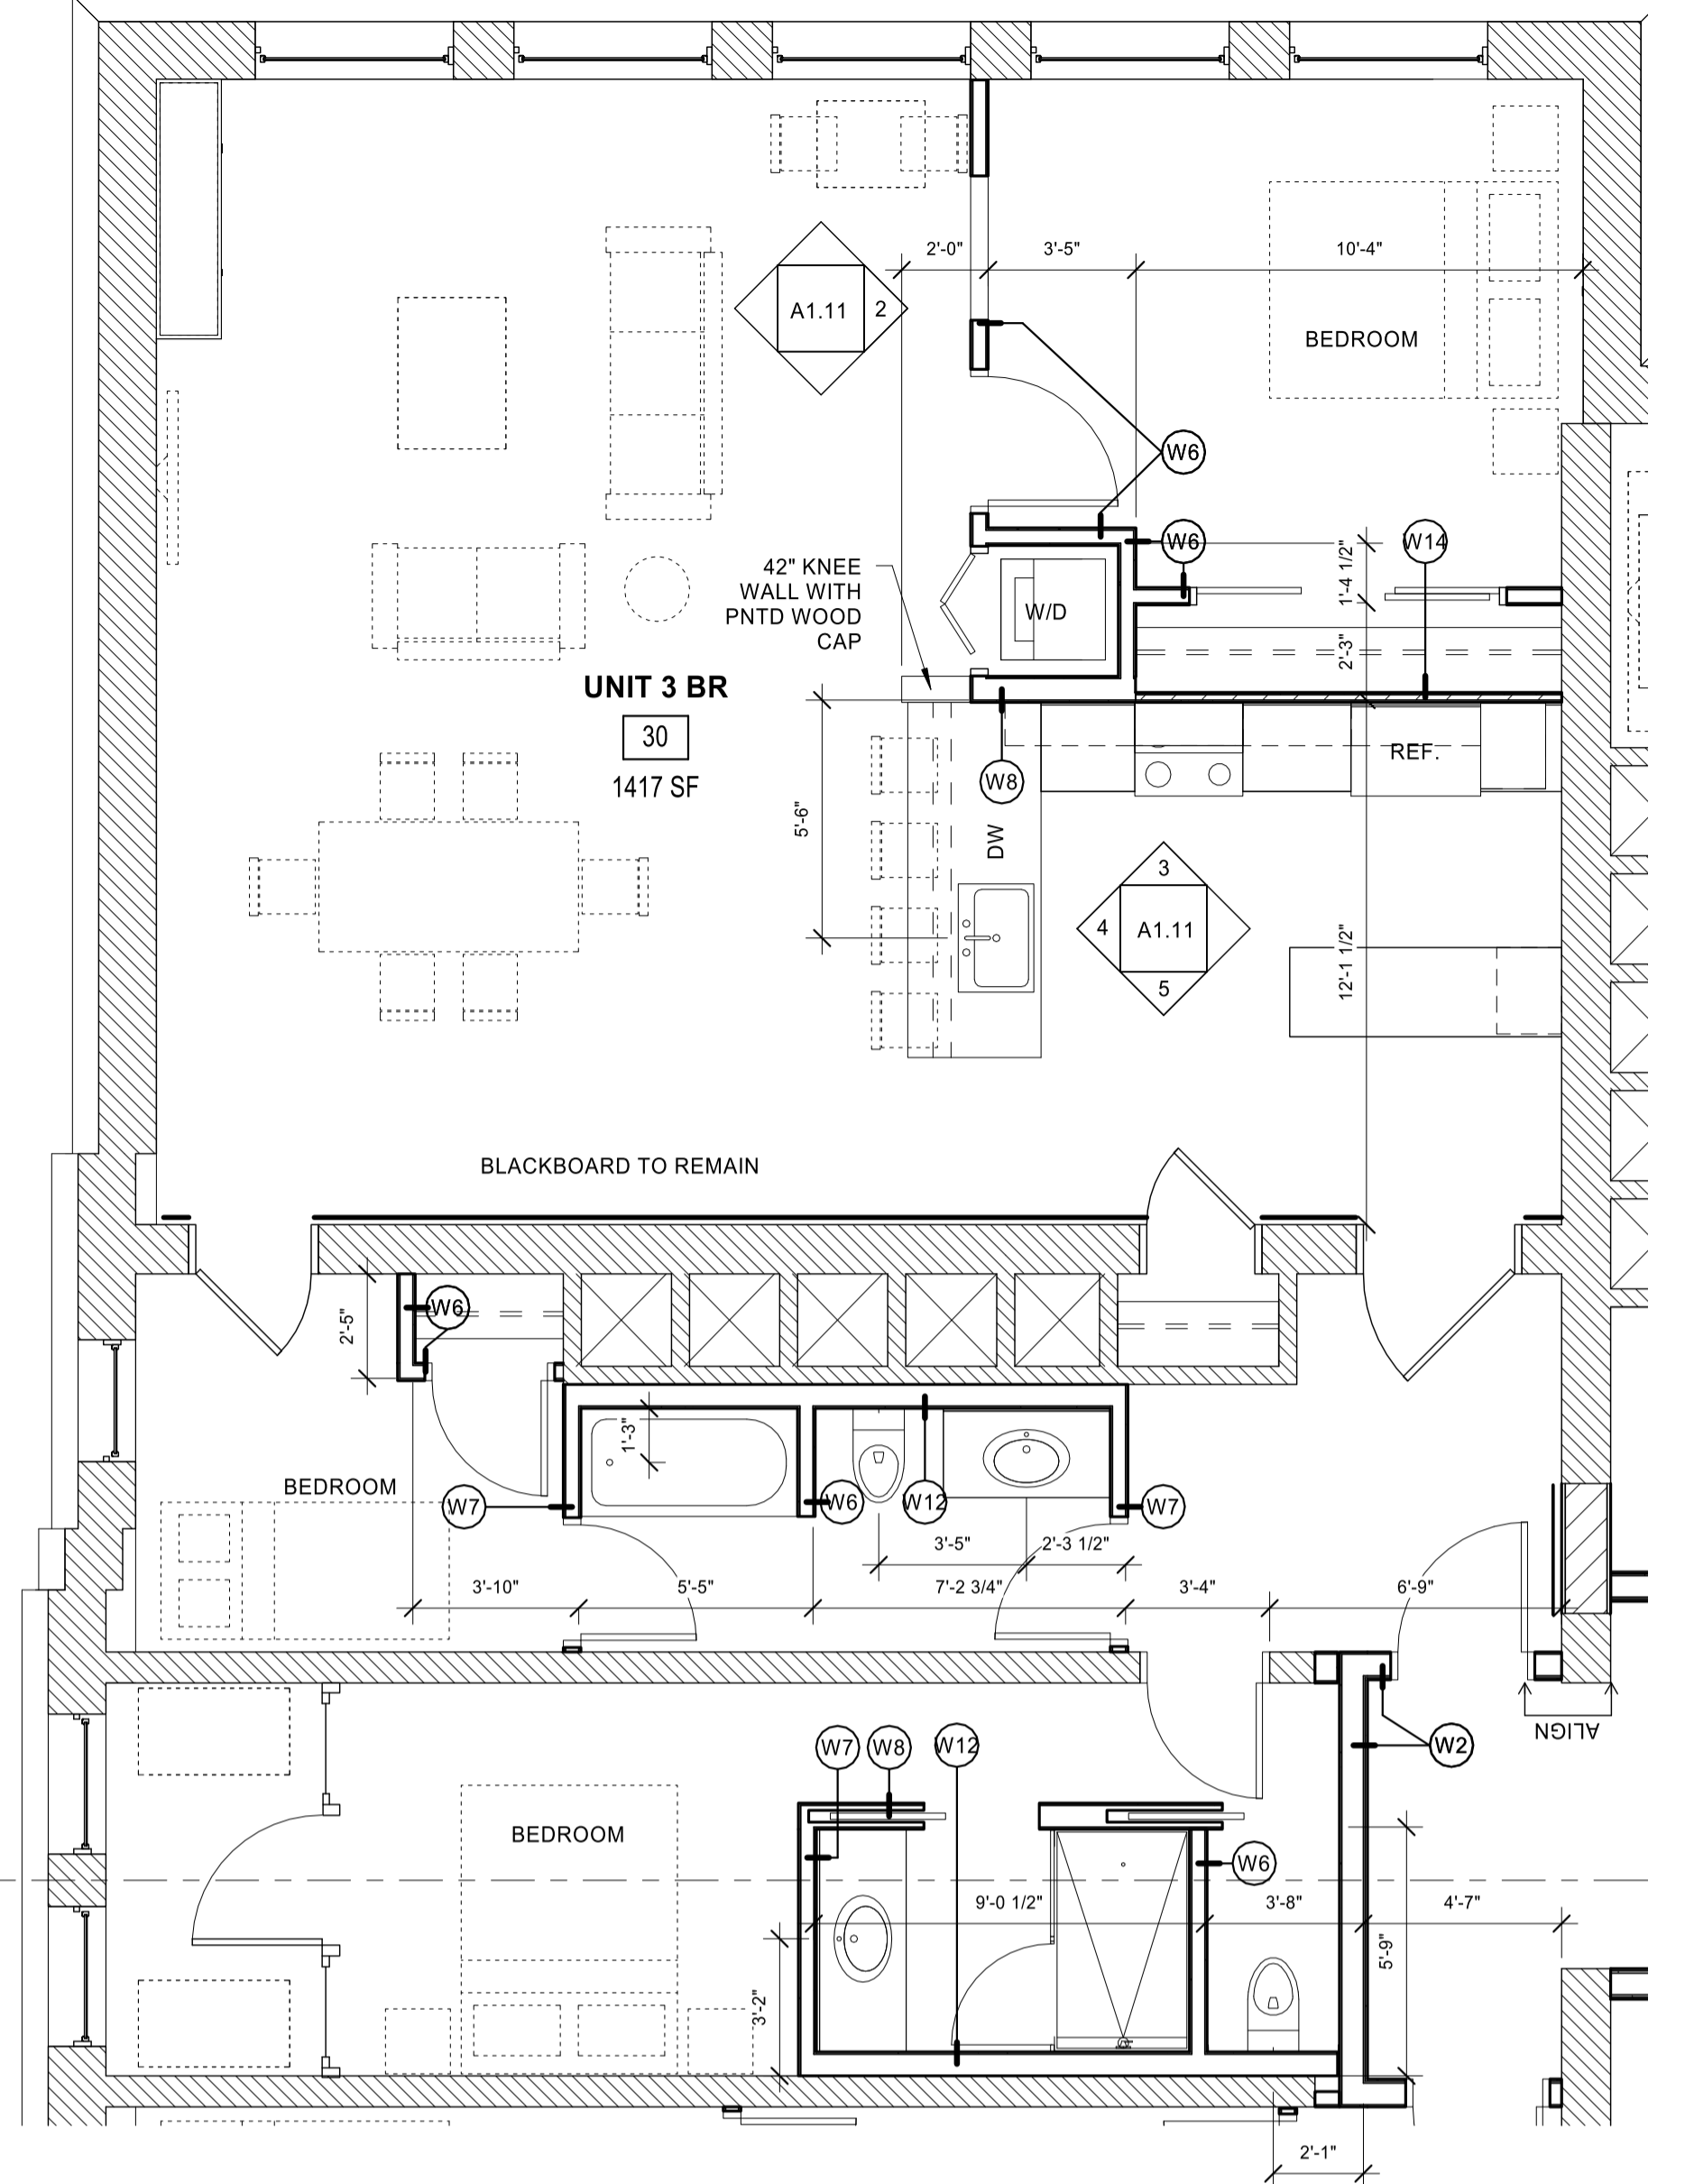 2'-0"
3'-5"
10'-4"
A1.11
2
BEDROOM
W6
W6
W14
1'-4 1/2"
42" KNEE
WALL WITH
PNTD WOOD
CAP
W/D
2'-3"
UNIT 3 BR
30
1417 SF
REF.
W8
5'-6"
DW
3
4
A1.11
5
12'-1 1/2"
BLACKBOARD TO REMAIN
2'-5"
W6
1'-3"
BEDROOM
W7
W6
W12
W7
3'-5"
2'-3 1/2"
3'-10"
5'-5"
7'-2 3/4"
3'-4"
6'-9"
ALIGN
W7
W8
W12
W2
BEDROOM
W6
9'-0 1/2"
3'-8"
4'-7"
5'-9"
3'-2"
2'-1"